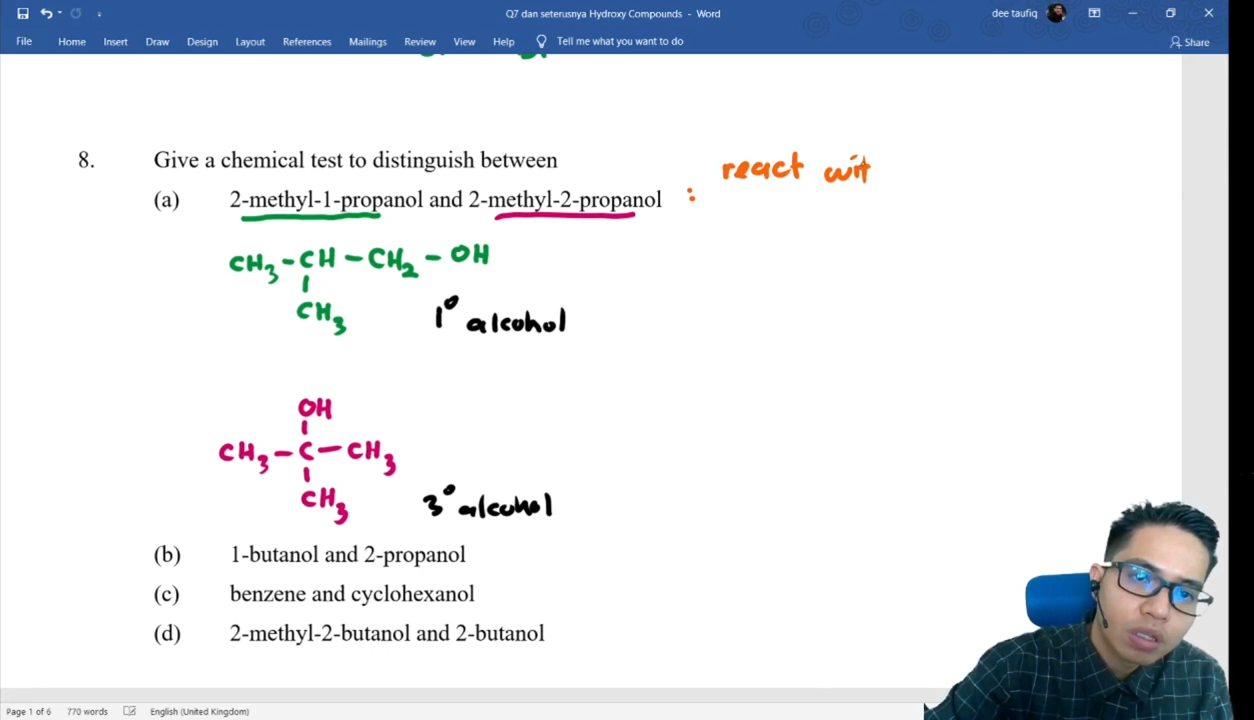 Q7 dan seterusnya Hydroxy Compounds - Word
dee taufiq
File Home Insert Draw Design Layout References Mailings Review View Help Tell me what you want to do
Share
8. Give a chemical test to distinguish between
react wit
(a) 2-methyl-1-propanol and 2-methyl-2-propanol :
CH3-CH-CH2-OH
CH3
1° alcohol
OH
CH3-C-CH3
CH3
3° alcohol
(b) 1-butanol and 2-propanol
(c) benzene and cyclohexanol
(d) 2-methyl-2-butanol and 2-butanol
Page 1 of 6 770 words English (United Kingdom)